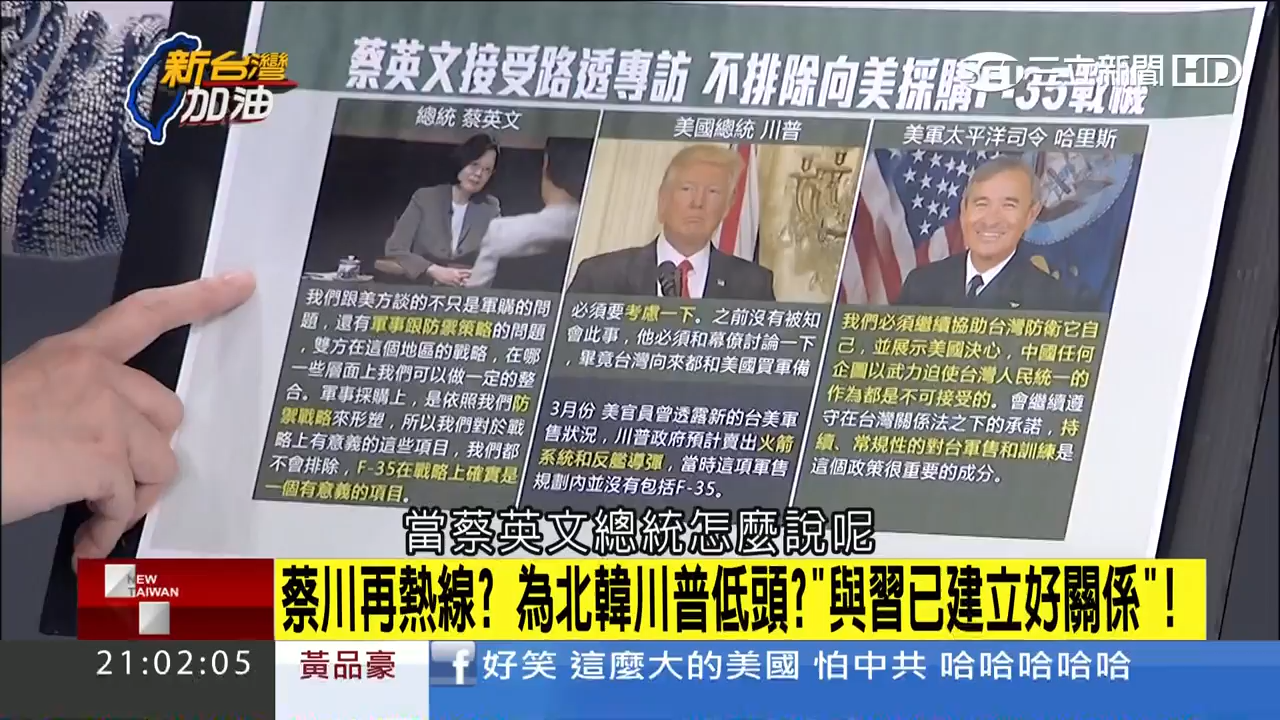 新台灣
加油
三立新聞HD
蔡英文接受路透專訪 不排除向美採購F-35戰機
總統 蔡英文
我們跟美方談的不只是軍購的問
題，還有軍事跟防禦策略的問題
，雙方在這個地區的戰略，在哪
一些層面上我們可以做一定的整
合。軍事採購上，是依照我們防
禦戰略來形塑，所以我們對於戰
略上有意義的這些項目，我們都
不會排除，F-35在戰略上確實是
一個有意義的項目。
美國總統 川普
必須要考慮一下。之前沒有被知
會此事，他必須和幕僚討論一下
，畢竟台灣向來都和美國買軍備
3月份 美官員曾透露新的台美軍
售狀況，川普政府預計賣出火箭
系統和反艦導彈，當時這項軍售
規劃內並沒有包括F-35。
美軍太平洋司令 哈里斯
我們必須繼續協助台灣防衛它自
己，並展示美國決心，中國任何
企圖以武力迫使台灣人民統一的
作為都是不可接受的。會繼續遵
守在台灣關係法之下的承諾，持
續、常規性的對台軍售和訓練是
這個政策很重要的成分。
當蔡英文總統怎麼說呢
NEW
TAIWAN
蔡川再熱線? 為北韓川普低頭?"與習已建立好關係"!
21:02:05
黃品豪
f 好笑 這麼大的美國 怕中共 哈哈哈哈哈